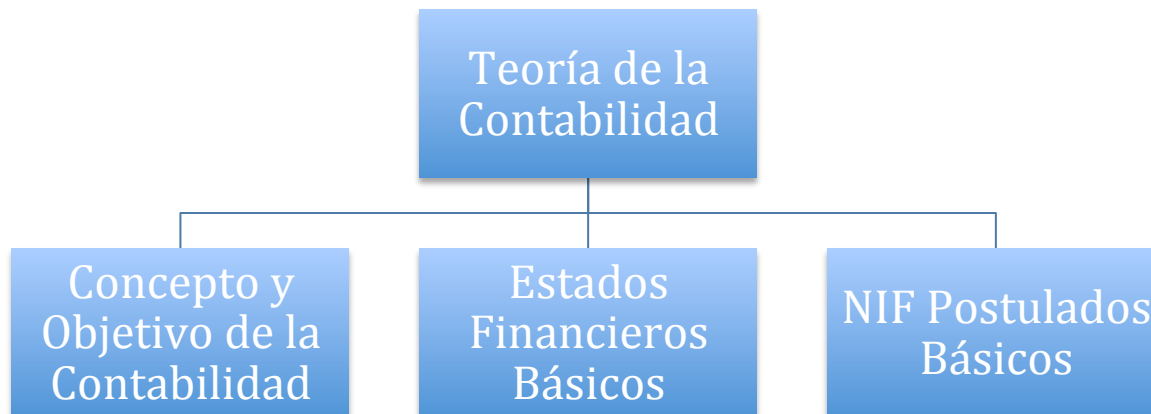 Teoría de la
Contabilidad
Concepto y
Objetivo de la
Contabilidad
Estados
Financieros
Básicos
NIF Postulados
Básicos